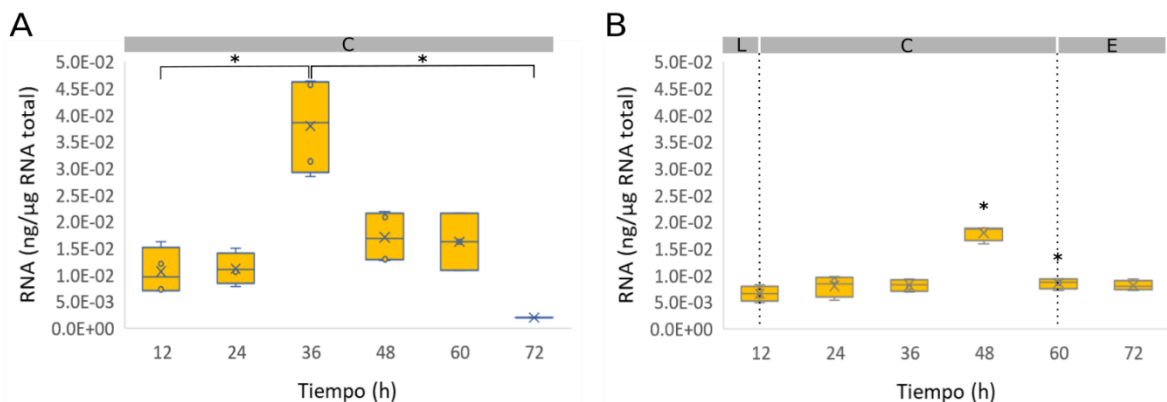 A
C
*
*
5.0E-02
4.5E-02
4.0E-02
3.5E-02
3.0E-02
2.5E-02
2.0E-02
1.5E-02
1.0E-02
5.0E-03
0.0E+00
RNA (ng/µg RNA total)
12 24 36 48 60 72
Tiempo (h)
B
L C E
5.0E-02
4.5E-02
4.0E-02
3.5E-02
3.0E-02
2.5E-02
2.0E-02
1.5E-02
1.0E-02
5.0E-03
0.0E+00
RNA (ng/µg RNA total)
*
*
12 24 36 48 60 72
Tiempo (h)